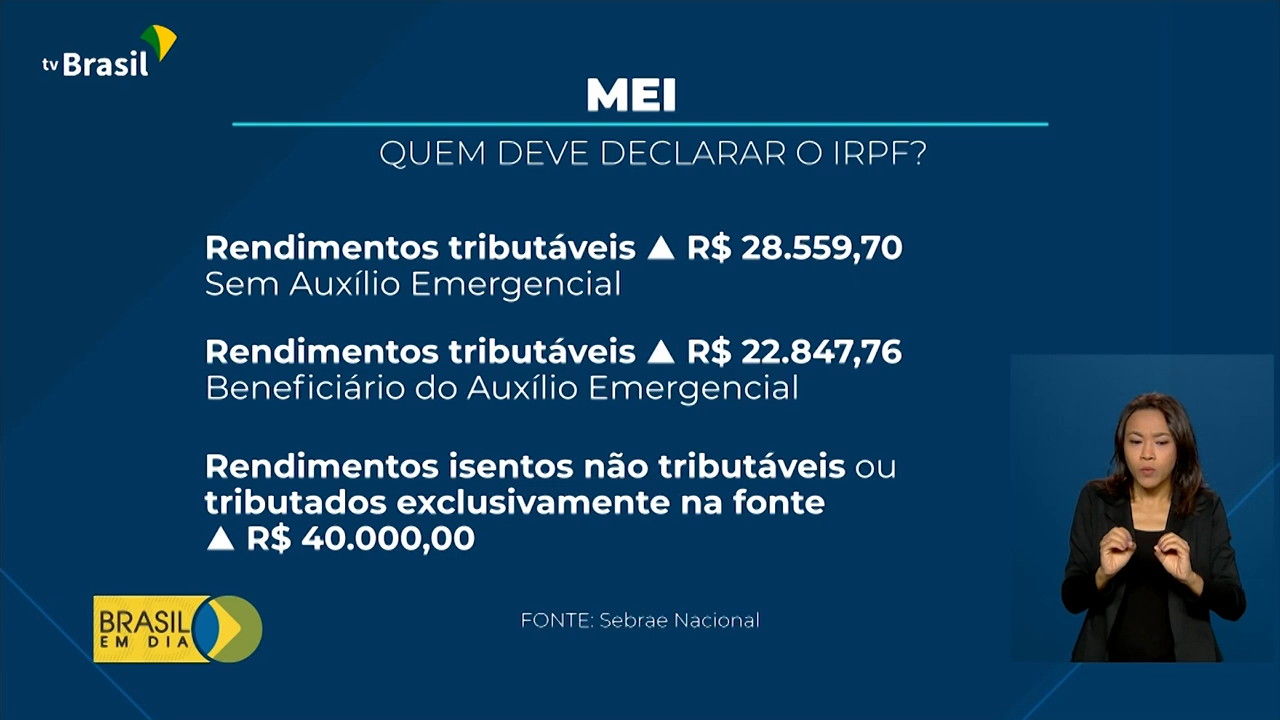 tv Brasil
MEI
QUEM DEVE DECLARAR O IRPF?
Rendimentos tributáveis ▲ R$ 28.559,70
Sem Auxílio Emergencial
Rendimentos tributáveis ▲ R$ 22.847,76
Beneficiário do Auxílio Emergencial
Rendimentos isentos não tributáveis ou
tributados exclusivamente na fonte
▲ R$ 40.000,00
BRASIL
EM DIA
FONTE: Sebrae Nacional